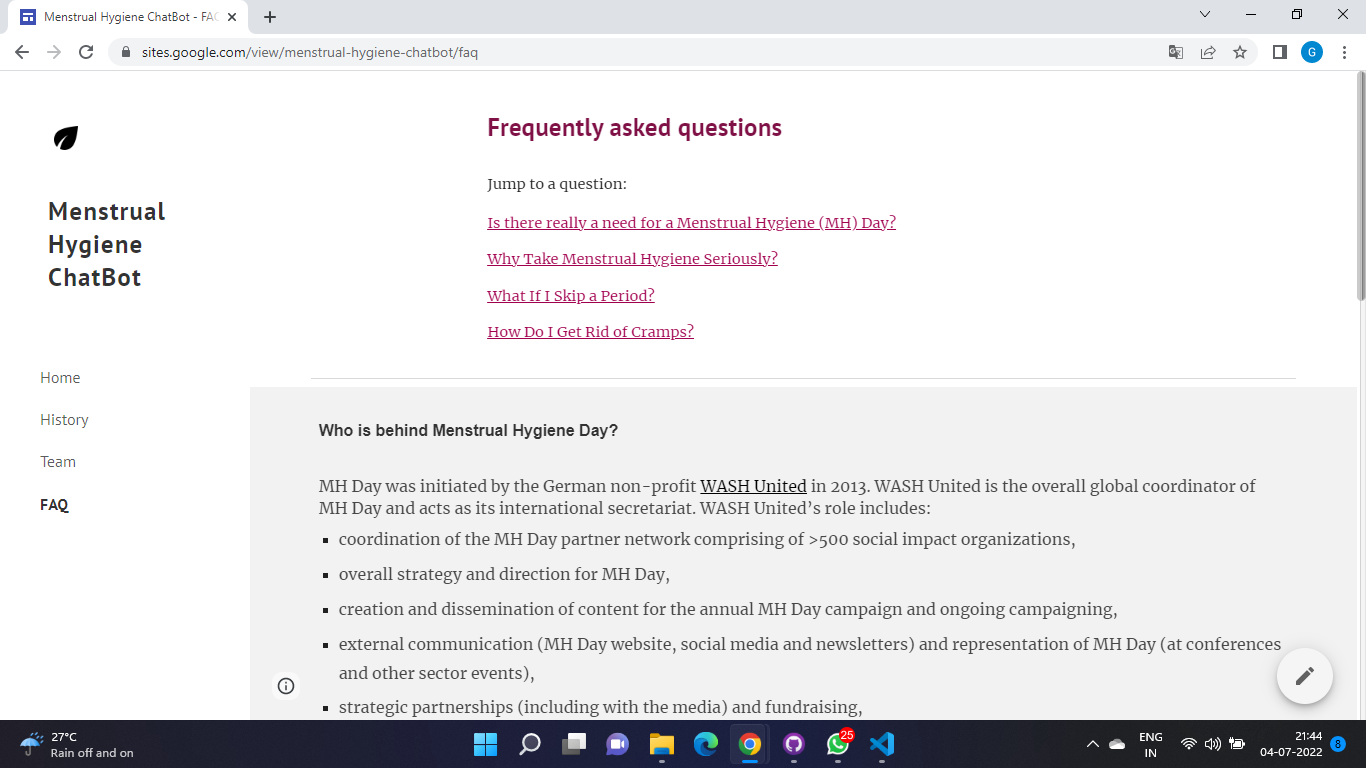 Menstrual Hygiene ChatBot - FAQ
sites.google.com/view/menstrual-hygiene-chatbot/faq
G
Menstrual
Hygiene
ChatBot
Home
History
Team
FAQ
Frequently asked questions
Jump to a question:
Is there really a need for a Menstrual Hygiene (MH) Day?
Why Take Menstrual Hygiene Seriously?
What If I Skip a Period?
How Do I Get Rid of Cramps?
Who is behind Menstrual Hygiene Day?
MH Day was initiated by the German non-profit WASH United in 2013. WASH United is the overall global coordinator of
MH Day and acts as its international secretariat. WASH United’s role includes:
coordination of the MH Day partner network comprising of >500 social impact organizations,
overall strategy and direction for MH Day,
creation and dissemination of content for the annual MH Day campaign and ongoing campaigning,
external communication (MH Day website, social media and newsletters) and representation of MH Day (at conferences
and other sector events),
strategic partnerships (including with the media) and fundraising,
27°C
Rain off and on
25
ENG
IN
21:44
04-07-2022
8